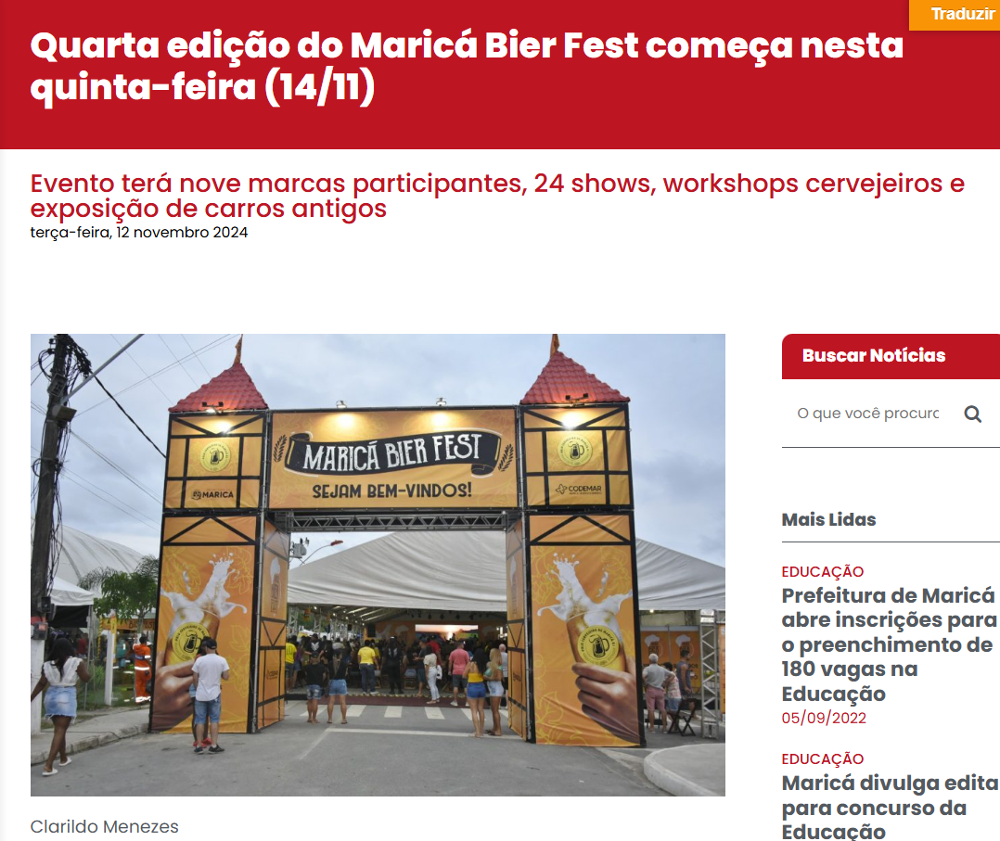 Traduzir
Quarta edição do Maricá Bier Fest começa nesta
quinta-feira (14/11)
Evento terá nove marcas participantes, 24 shows, workshops cervejeiros e
exposição de carros antigos
terça-feira, 12 novembro 2024
MARICÁ BIER FEST
SEJAM BEM-VINDOS!
MARICÁ
CODEMAR
Clarildo Menezes
Buscar Notícias
O que você procurc
Mais Lidas
EDUCAÇÃO
Prefeitura de Maricá
abre inscrições para
o preenchimento de
180 vagas na
Educação
05/09/2022
EDUCAÇÃO
Maricá divulga edita
para concurso da
Educação